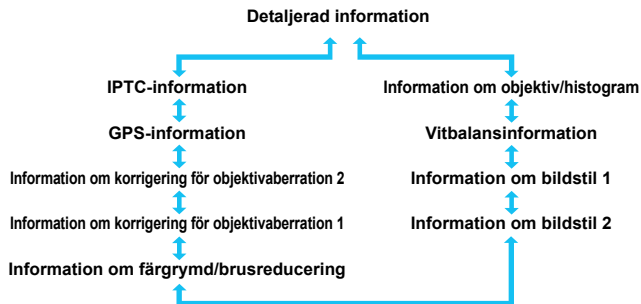 Detaljerad information
IPTC-information
Information om objektiv/histogram
GPS-information
Vitbalansinformation
Information om korrigering för objektivaberration 2
Information om bildstil 1
Information om korrigering för objektivaberration 1
Information om bildstil 2
Information om färgrymd/brusreducering